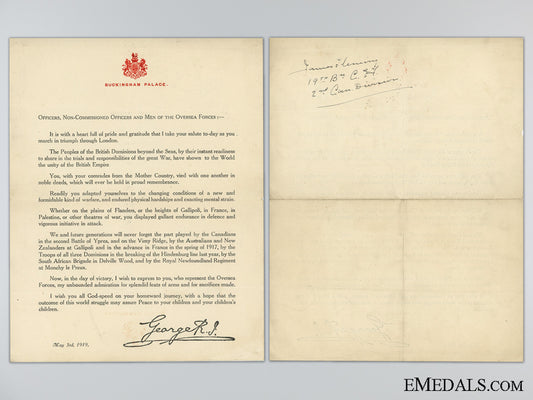 BUCKINGHAM PALACE.
OFFICERS, NON-COMMISSIONED OFFICERS AND MEN OF THE OVERSEA FORCES:—
It is with a heart full of pride and gratitude that I take your salute to-day as you
march in triumph through London.
The Peoples of the British Dominions beyond the Seas, by their instant readiness
to share in the trials and responsibilities of the great War, have shown to the World
the unity of the British Empire
You, with your comrades from the Mother Country, vied with one another in
noble deeds, which will ever be held in proud remembrance.
Readily you adapted yourselves to the changing conditions of a new and
formidable kind of warfare, and endured physical hardships and exacting mental strain.
Whether on the plains of Flanders, or the heights of Gallipoli, in France, in
Palestine, or other theatres of war, you displayed gallant endurance in defence and
vigorous initiative in attack.
We and future generations will never forget the part played by the Canadians
in the second Battle of Ypres, and on the Vimy Ridge, by the Australians and New
Zealanders at Gallipoli and in the advance in France in the spring of 1917, by
the Troops of all three Dominions in the breaking of the Hindenburg line last year, by the
South African Brigade in Delville Wood, and by the Royal Newfoundland Regiment
at Monchy le Preux.
Now, in the day of victory, I wish to express to you, who represent the Oversea
Forces, my unbounded admiration for splendid feats of arms and for sacrifices made.
I wish you all God-speed on your homeward journey, with a hope that the
outcome of this world struggle may assure Peace to your children and your children's
children.
George R.I.
May 3rd, 1919.
James
19TH Bn C.E.F.
2nd Can Division
EMEDALS.COM